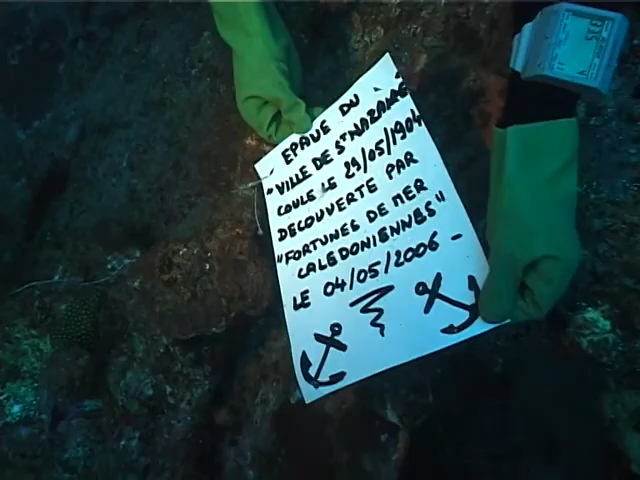 EPAVE DU
"VILLE DE ST NAZAIRE
COULE LE 29/05/1904
DECOUVERTE PAR
"FORTUNES DE MER
CALEDONIENNES"
LE 04/05/2006 -